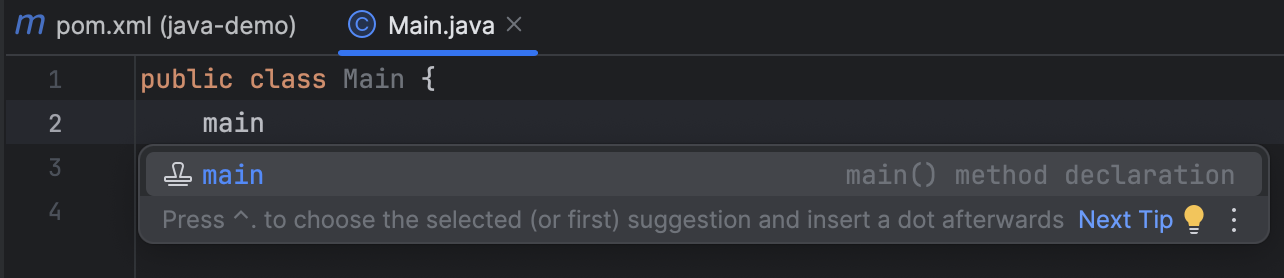 m pom.xml (java-demo) © Main.java ×
1 public class Main {
2 main
3 main main() method declaration
4 Press ^. to choose the selected (or first) suggestion and insert a dot afterwards Next Tip